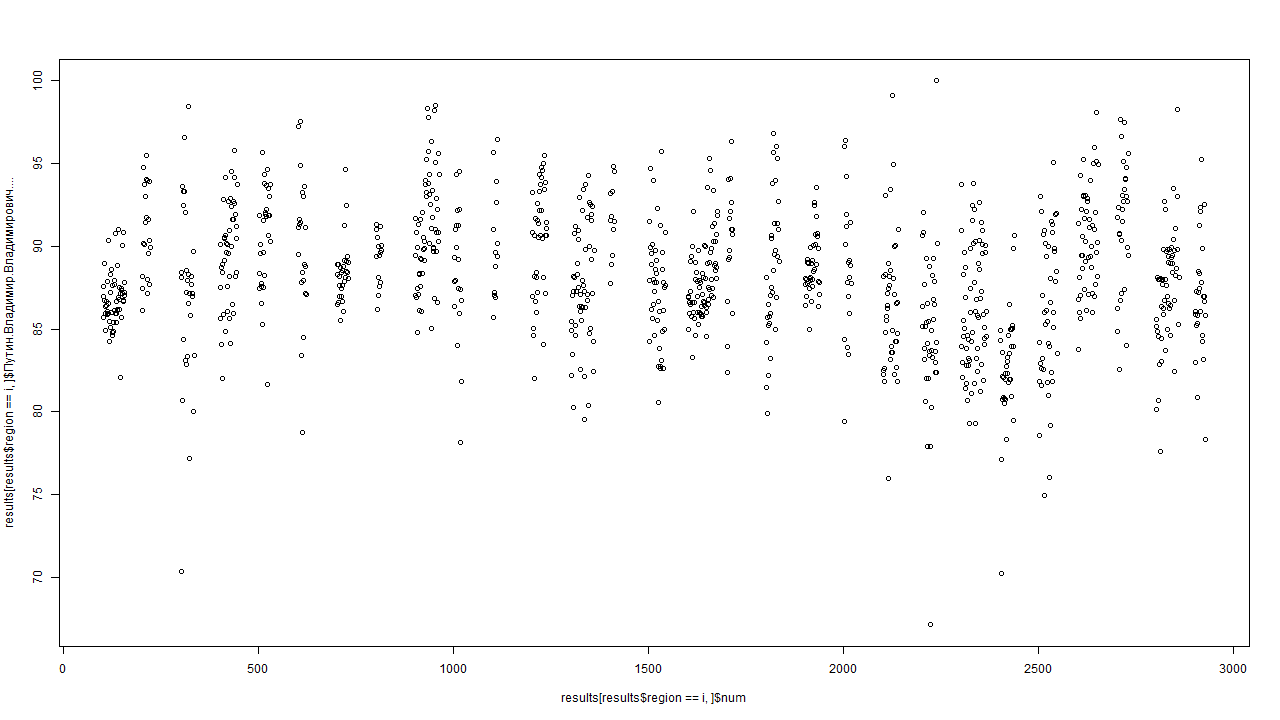 100
95
90
85
80
75
70
results[results$region == i, ]$Путин.Владимир.Владимирович....
0 500 1000 1500 2000 2500 3000
results[results$region == i, ]$num